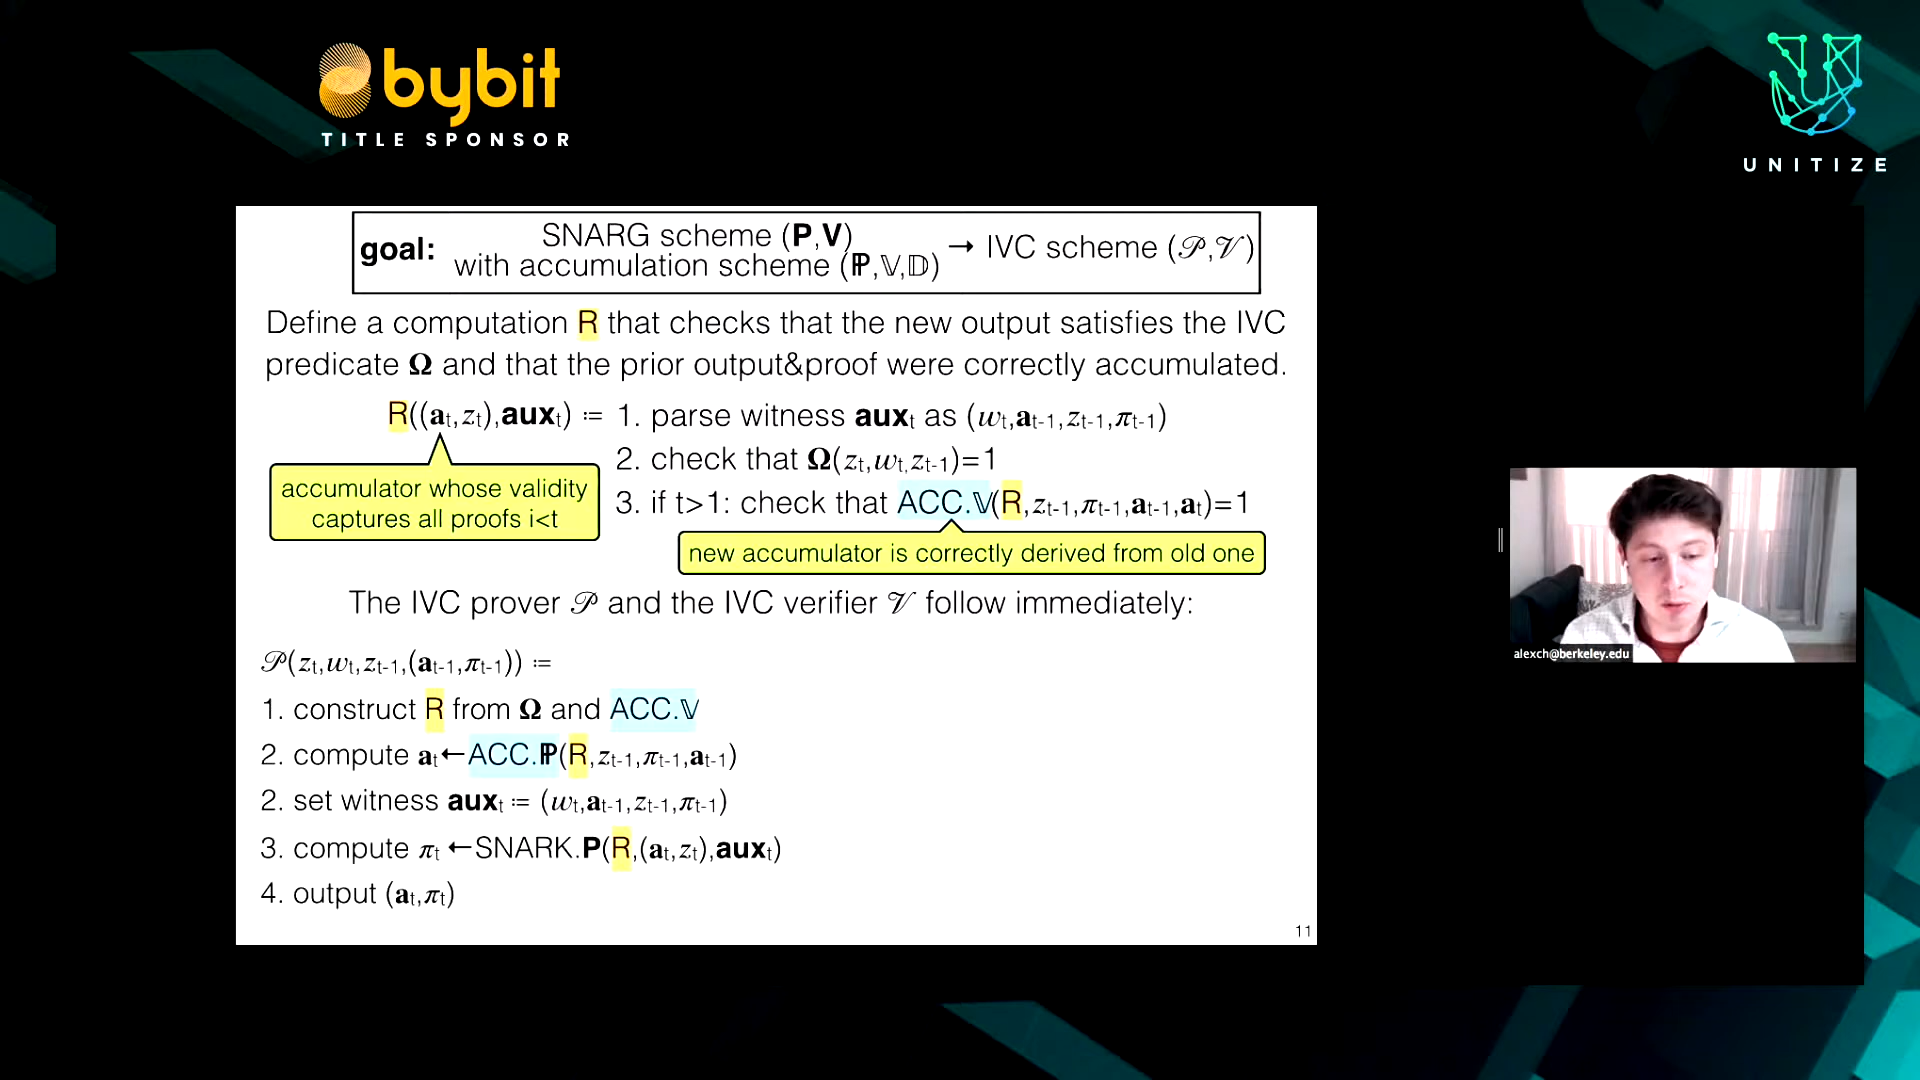 bybit
TITLE SPONSOR
UNITIZE
goal: SNARG scheme (P,V)
with accumulation scheme (ℙ,𝕍,𝔻) → IVC scheme (𝒫,𝒱)
Define a computation R that checks that the new output satisfies the IVC
predicate Ω and that the prior output&proof were correctly accumulated.
R((aₜ,zₜ),auxₜ) := 1. parse witness auxₜ as (wₜ,aₜ₋₁,zₜ₋₁,πₜ₋₁)
2. check that Ω(zₜ,wₜ,zₜ₋₁)=1
3. if t>1: check that ACC.𝕍(R,zₜ₋₁,πₜ₋₁,aₜ₋₁,aₜ)=1
accumulator whose validity
captures all proofs i<t
new accumulator is correctly derived from old one
The IVC prover 𝒫 and the IVC verifier 𝒱 follow immediately:
𝒫(zₜ,wₜ,zₜ₋₁,(aₜ₋₁,πₜ₋₁)) :=
1. construct R from Ω and ACC.𝕍
2. compute aₜ←ACC.ℙ(R,zₜ₋₁,πₜ₋₁,aₜ₋₁)
2. set witness auxₜ := (wₜ,aₜ₋₁,zₜ₋₁,πₜ₋₁)
3. compute πₜ ←SNARK.P(R,(aₜ,zₜ),auxₜ)
4. output (aₜ,πₜ)
11
alexch@berkeley.edu